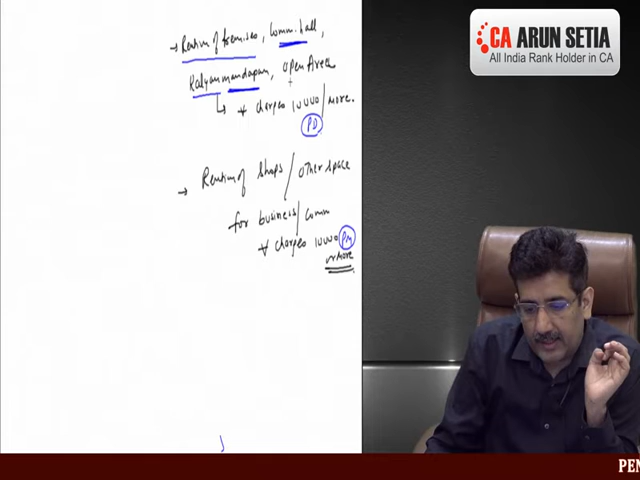 → Renting of Premises, Comm. hall,
Kalyanmandapam, open Area
↳ + charges 10000/more.
PD
→ Renting of Shops / other space
for business/comm
+ charges 10000 PM
or more
CA ARUN SETIA
All India Rank Holder in CA
PEN